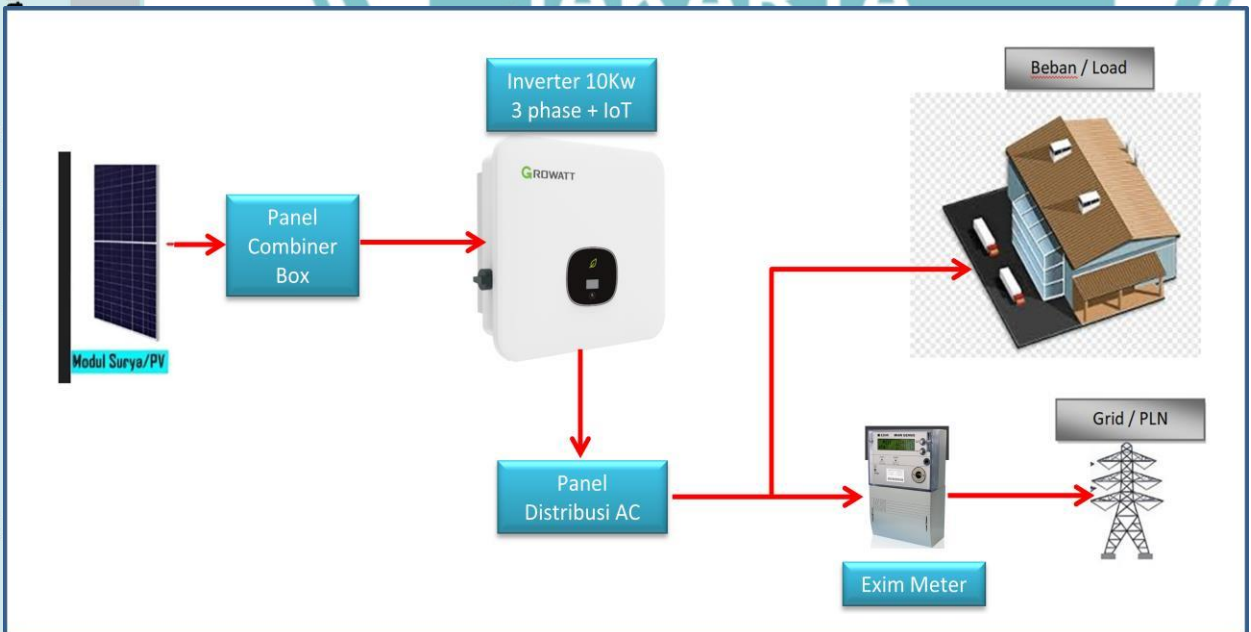 JAKARTA
Inverter 10Kw
3 phase + IoT
Beban / Load
GROWATT
Panel
Combiner
Box
Modul Surya/PV
Grid / PLN
Panel
Distribusi AC
Exim Meter